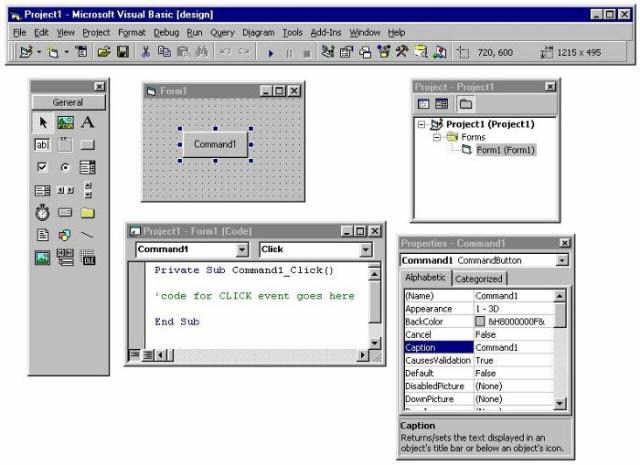 Project1 - Microsoft Visual Basic [design]
File Edit View Project Format Debug Run Query Diagram Tools Add-Ins Window Help
720, 600 1215 x 495
General
A
ab|
Form1
Command1
Project - Project1
Project1 (Project1)
Forms
Form1 (Form1)
Project1 - Form1 (Code)
Command1 Click
Private Sub Command1_Click()
'code for CLICK event goes here
End Sub
Properties - Command1
Command1 CommandButton
Alphabetic Categorized
(Name) Command1
Appearance 1 - 3D
BackColor &H8000000F&
Cancel False
Caption Command1
CausesValidation True
Default False
DisabledPicture (None)
DownPicture (None)
Caption
Returns/sets the text displayed in an
object's title bar or below an object's icon.